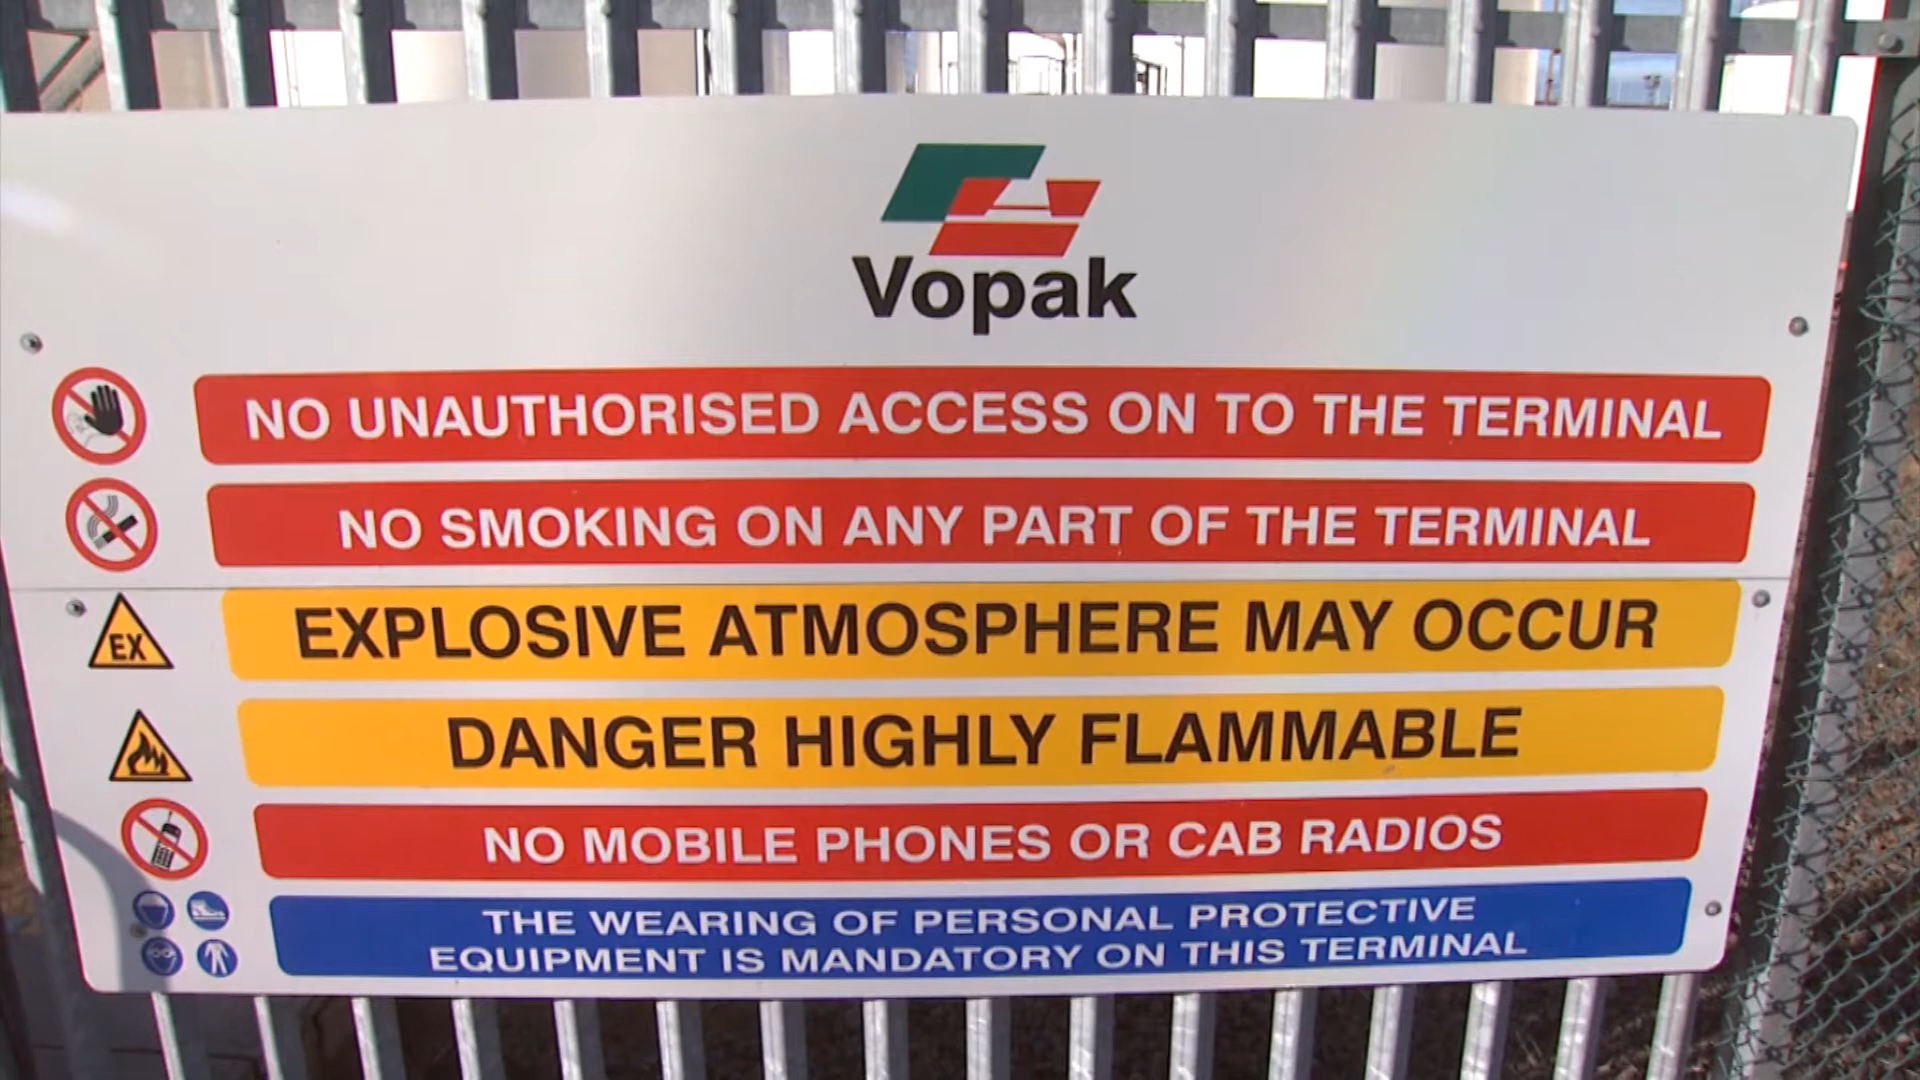 Vopak
NO UNAUTHORISED ACCESS ON TO THE TERMINAL
NO SMOKING ON ANY PART OF THE TERMINAL
EX
EXPLOSIVE ATMOSPHERE MAY OCCUR
DANGER HIGHLY FLAMMABLE
NO MOBILE PHONES OR CAB RADIOS
THE WEARING OF PERSONAL PROTECTIVE
EQUIPMENT IS MANDATORY ON THIS TERMINAL